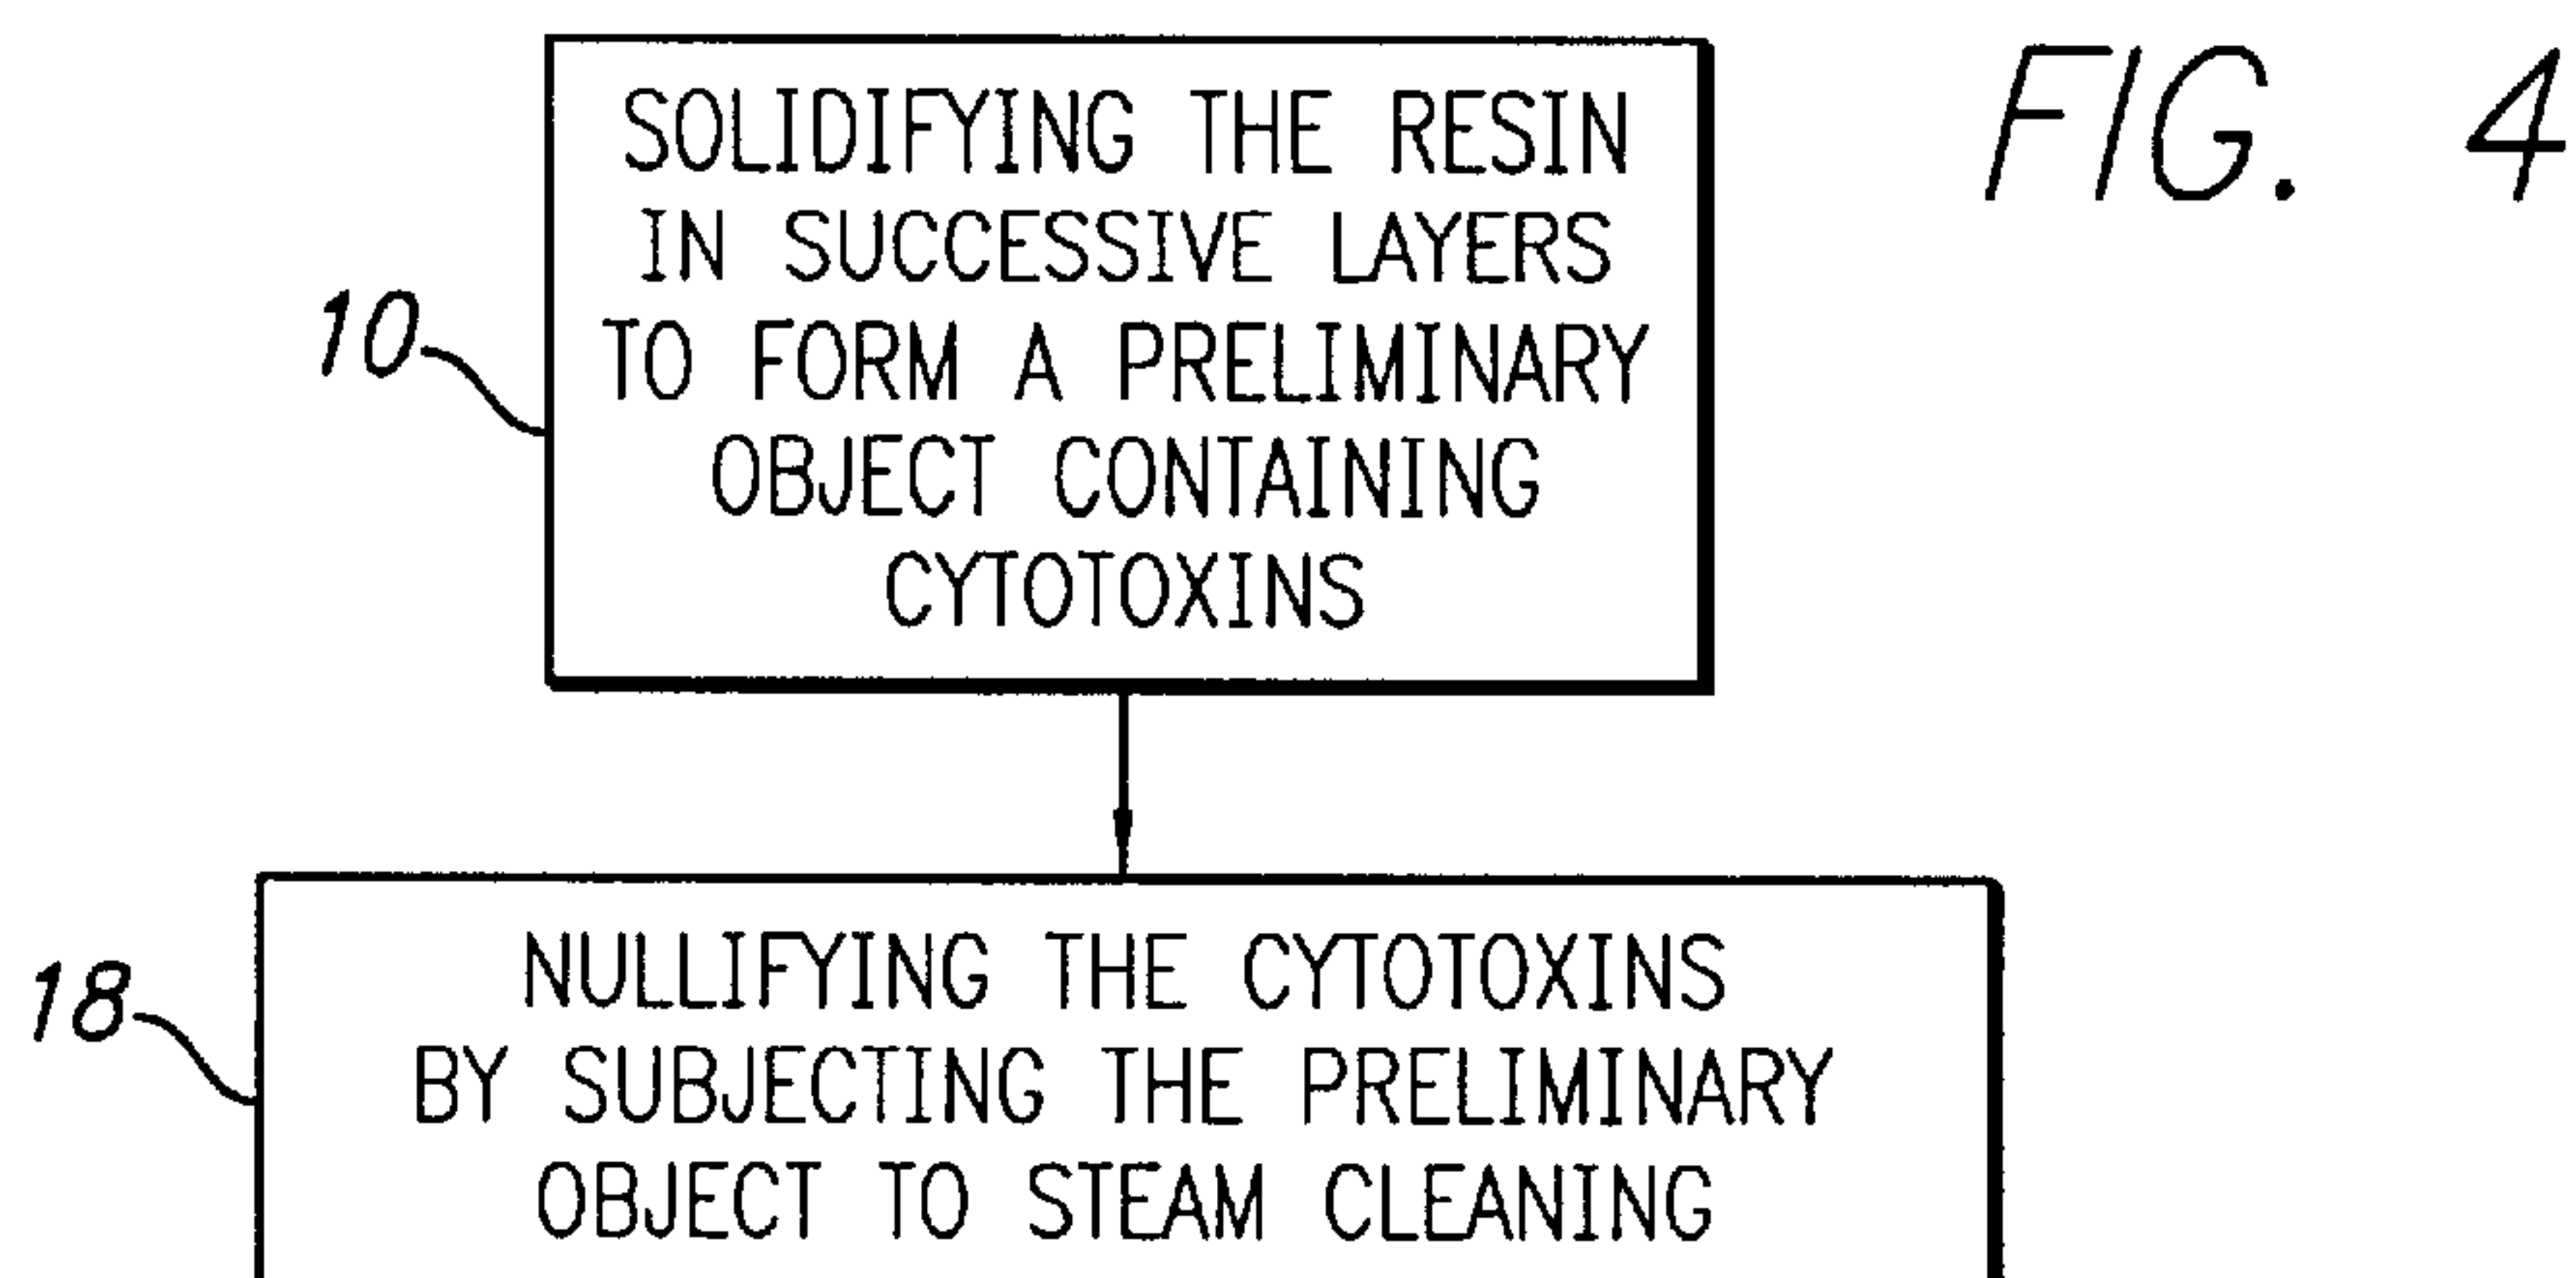 FIG. 4
SOLIDIFYING THE RESIN
IN SUCCESSIVE LAYERS
TO FORM A PRELIMINARY
OBJECT CONTAINING
CYTOTOXINS
10
NULLIFYING THE CYTOTOXINS
BY SUBJECTING THE PRELIMINARY
OBJECT TO STEAM CLEANING
18